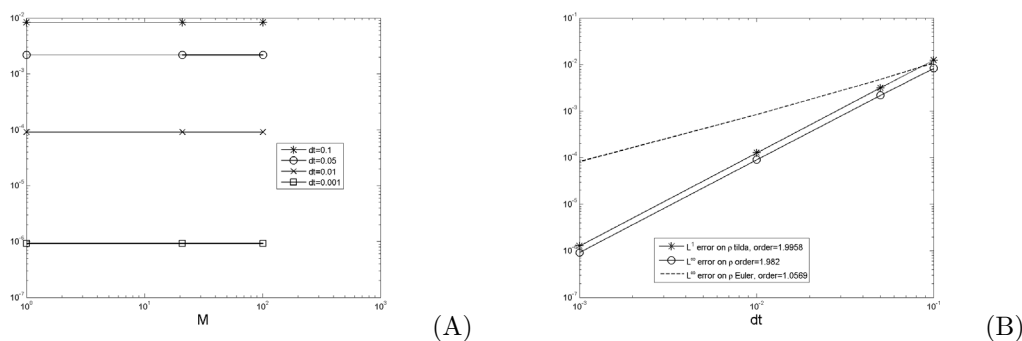 10⁻²
10⁻³
10⁻⁴
10⁻⁵
10⁻⁶
10⁻⁷
10⁰
10¹
10²
10³
M
dt=0.1
dt=0.05
dt=0.01
dt=0.001
(A)
10⁻¹
10⁻²
10⁻³
10⁻⁴
10⁻⁵
10⁻⁶
10⁻⁷
10⁻³
10⁻²
10⁻¹
dt
L¹ error on ρ tilda, order=1.9958
L∞ error on ρ order=1.982
L∞ error on ρ Euler, order=1.0569
(B)